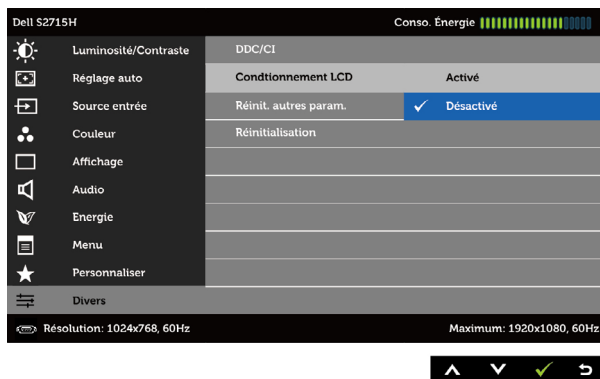 Dell S2715H Conso. Énergie
Luminosité/Contraste DDC/CI
Réglage auto Condtionnement LCD Activé
Source entrée Réinit. autres param. Désactivé
Couleur Réinitialisation
Affichage
Audio
Energie
Menu
Personnaliser
Divers
Résolution: 1024x768, 60Hz Maximum: 1920x1080, 60Hz